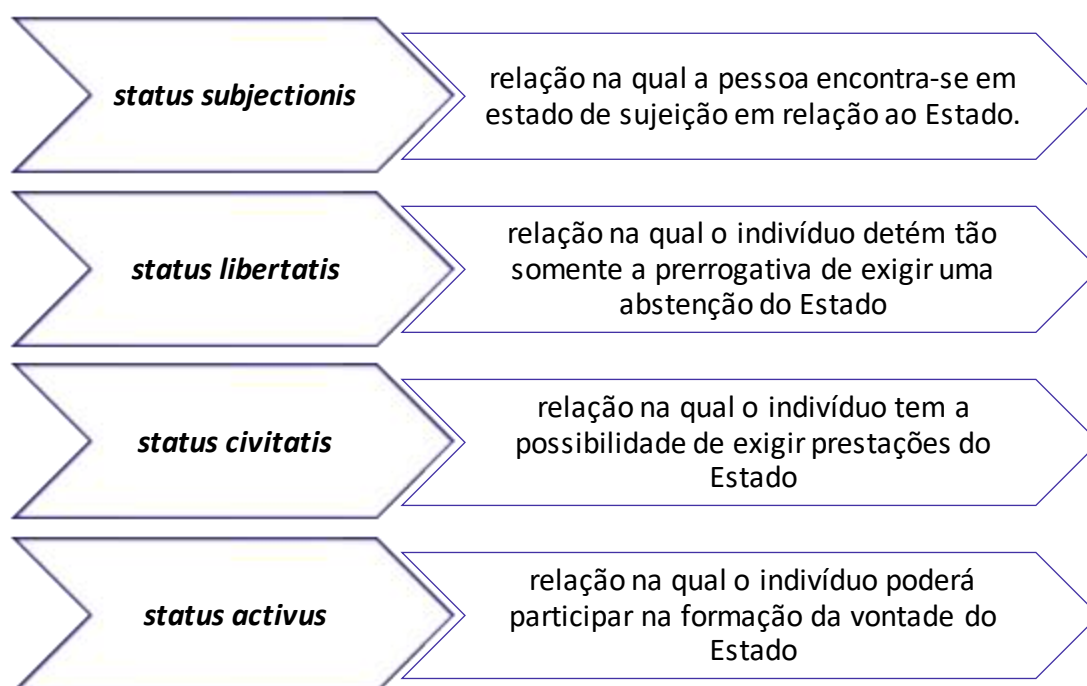 status subjectionis
relação na qual a pessoa encontra-se em
estado de sujeição em relação ao Estado.
status libertatis
relação na qual o indivíduo detém tão
somente a prerrogativa de exigir uma
abstenção do Estado
status civitatis
relação na qual o indivíduo tem a
possibilidade de exigir prestações do
Estado
status activus
relação na qual o indivíduo poderá
participar na formação da vontade do
Estado